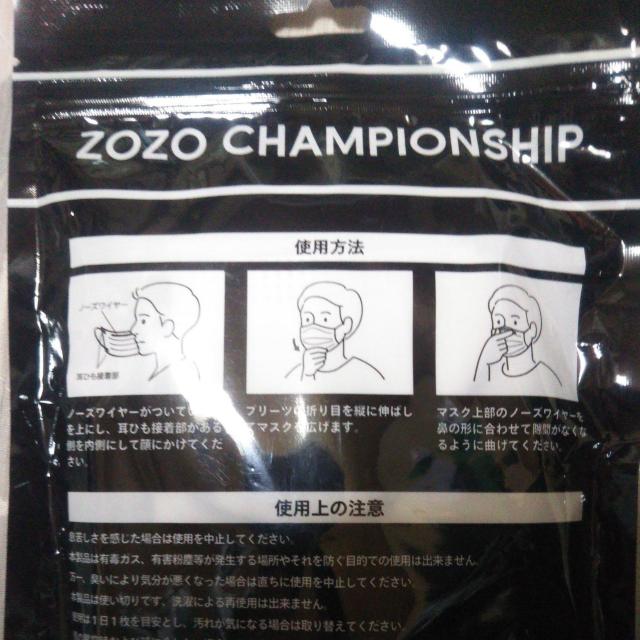 ZOZO CHAMPIONSHIP
使用方法
ノーズワイヤー
耳ひも接着部
ノーズワイヤーがついて
を上にし、耳ひも接着部がある
側を内側にして顔にかけてくだ
さい。
プリーツの折り目を縦に伸ばし
てマスクを広げます。
マスク上部のノーズワイヤーを
鼻の形に合わせて隙間がなくな
るように曲げてください。
使用上の注意
息苦しさを感じた場合は使用を中止してください。
本製品は有毒ガス、有害粉塵等が発生する場所やそれを防ぐ目的での使用は出来ません。
万一、臭いにより気分が悪くなった場合は直ちに使用を中止してください。
本製品は使い切りです、洗濯による再使用は出来ません。
使用は1日1枚を目安とし、汚れが気になる場合は取り替えてください。